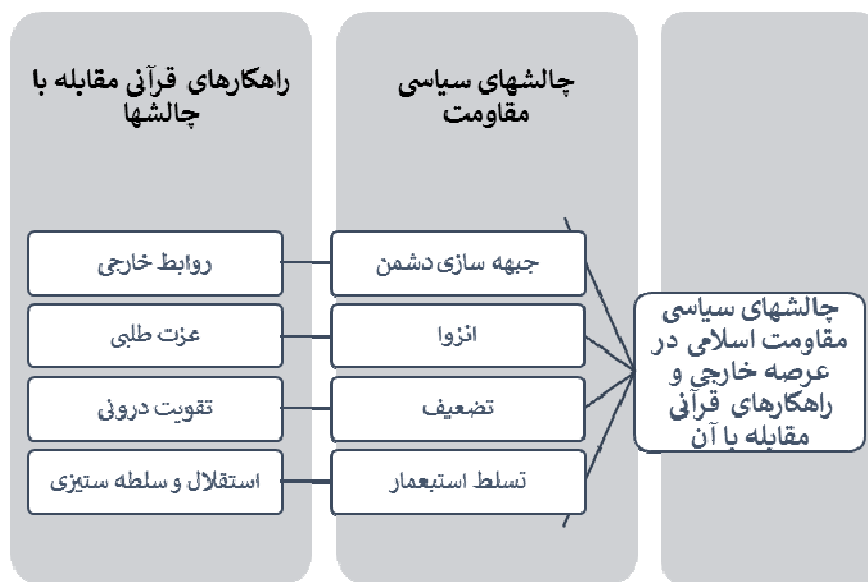 چالشهای سیاسی
مقاومت اسلامی در
عرصه خارجی و
راهکارهای قرآنی
مقابله با آن
چالشهای سیاسی
مقاومت
جبهه سازی دشمن
انزوا
تضعیف
تسلط استبعمار
راهکارهای قرآنی مقابله با
چالشها
روابط خارجی
عزت طلبی
تقویت درونی
استقلال و سلطه ستیزی